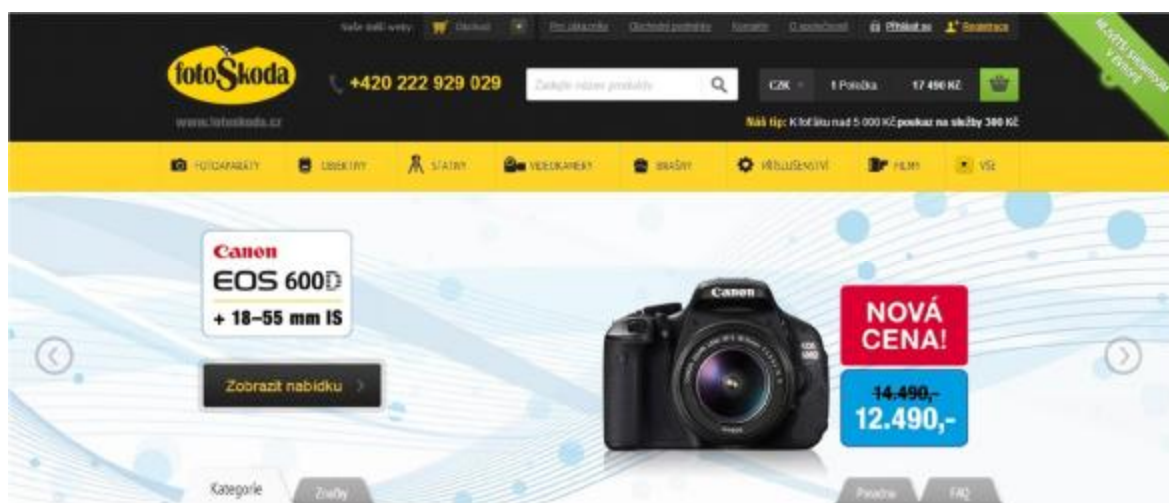 Naše další weby: Obchod Pro zákazníky Obchodní podmínky Kontakty O společnosti Přihlásit se Registrace
fotoŠkoda
www.fotoskoda.cz
+420 222 929 029
Zadejte název produktu
CZK 1 Položka 17 490 Kč
Náš tip: K foťáku nad 5 000 Kč poukaz na služby 300 Kč
FOTOAPARÁTY OBJEKTIVY STATIVY VIDEOKAMERY BRAŠNY PŘÍSLUŠENSTVÍ FILMY VŠE
Canon
EOS 600D
+ 18–55 mm IS
Zobrazit nabídku
Canon
NOVÁ
CENA!
14.490,-
12.490,-
Kategorie Značky Poradna FAQ